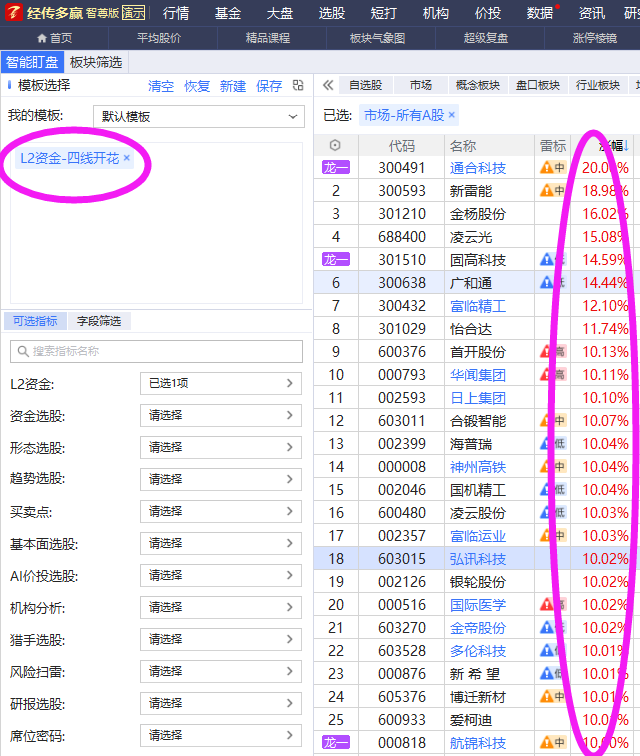 经传多赢 智尊版 演示 行情 基金 大盘 选股 短打 机构 价投 数据 资讯
首页 平均股价 精品课程 板块气象图 超级复盘 涨停棱镜
智能盯盘 板块筛选
模板选择 清空 恢复 新建 保存
我的模板: 默认模板
L2资金-四线开花 ×
可选指标 字段筛选
搜索指标名称
L2资金: 已选1项
资金选股: 请选择
形态选股: 请选择
趋势选股: 请选择
买卖点: 请选择
基本面选股: 请选择
AI价投选股: 请选择
机构分析: 请选择
猎手选股: 请选择
风险扫雷: 请选择
研报选股: 请选择
席位密码: 请选择
自选股 市场 概念板块 盘口板块 行业板块
已选: 市场-所有A股 ×
代码 名称 雷标 涨幅↓
龙一 300491 通合科技 中
2 300593 新雷能 中 18.98%
3 301210 金杨股份 16.02%
4 688400 凌云光 15.08%
龙一 301510 固高科技 14.59%
6 300638 广和通 14.44%
7 300432 富临精工 12.10%
8 301029 怡合达 11.74%
9 600376 首开股份 高 10.13%
10 000793 华闻集团 高 10.11%
11 002593 日上集团 10.10%
12 603011 合锻智能 中 10.07%
13 002399 海普瑞 低 10.04%
14 000008 神州高铁 中 10.04%
15 002046 国机精工 低 10.04%
16 600480 凌云股份 低 10.03%
17 002357 富临运业 中 10.03%
18 603015 弘讯科技 10.02%
19 002126 银轮股份 10.02%
20 000516 国际医学 高 10.02%
21 603270 金帝股份 10.02%
22 603528 多伦科技 10.01%
23 000876 新 希 望 低 10.01%
24 605376 博迁新材 中 10.01%
25 600933 爱柯迪 10.01%
龙一 000818 航锦科技 中 10.00%